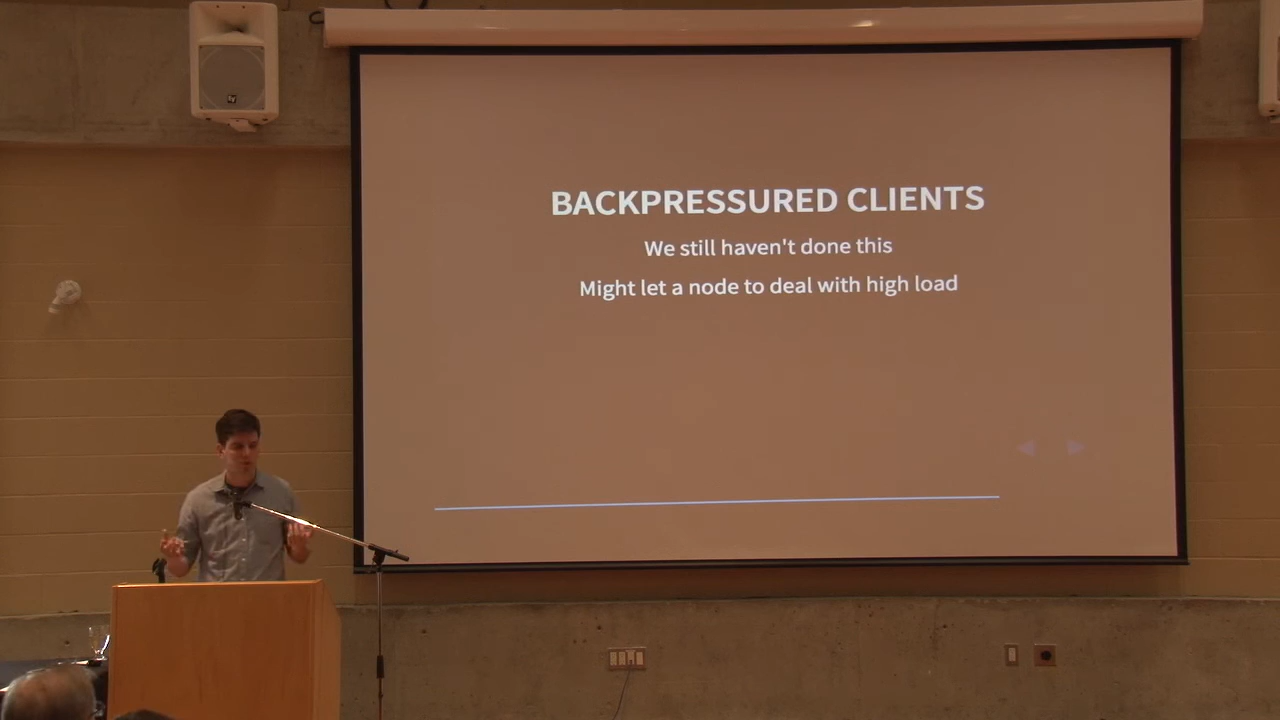 BACKPRESSURED CLIENTS
We still haven't done this
Might let a node to deal with high load